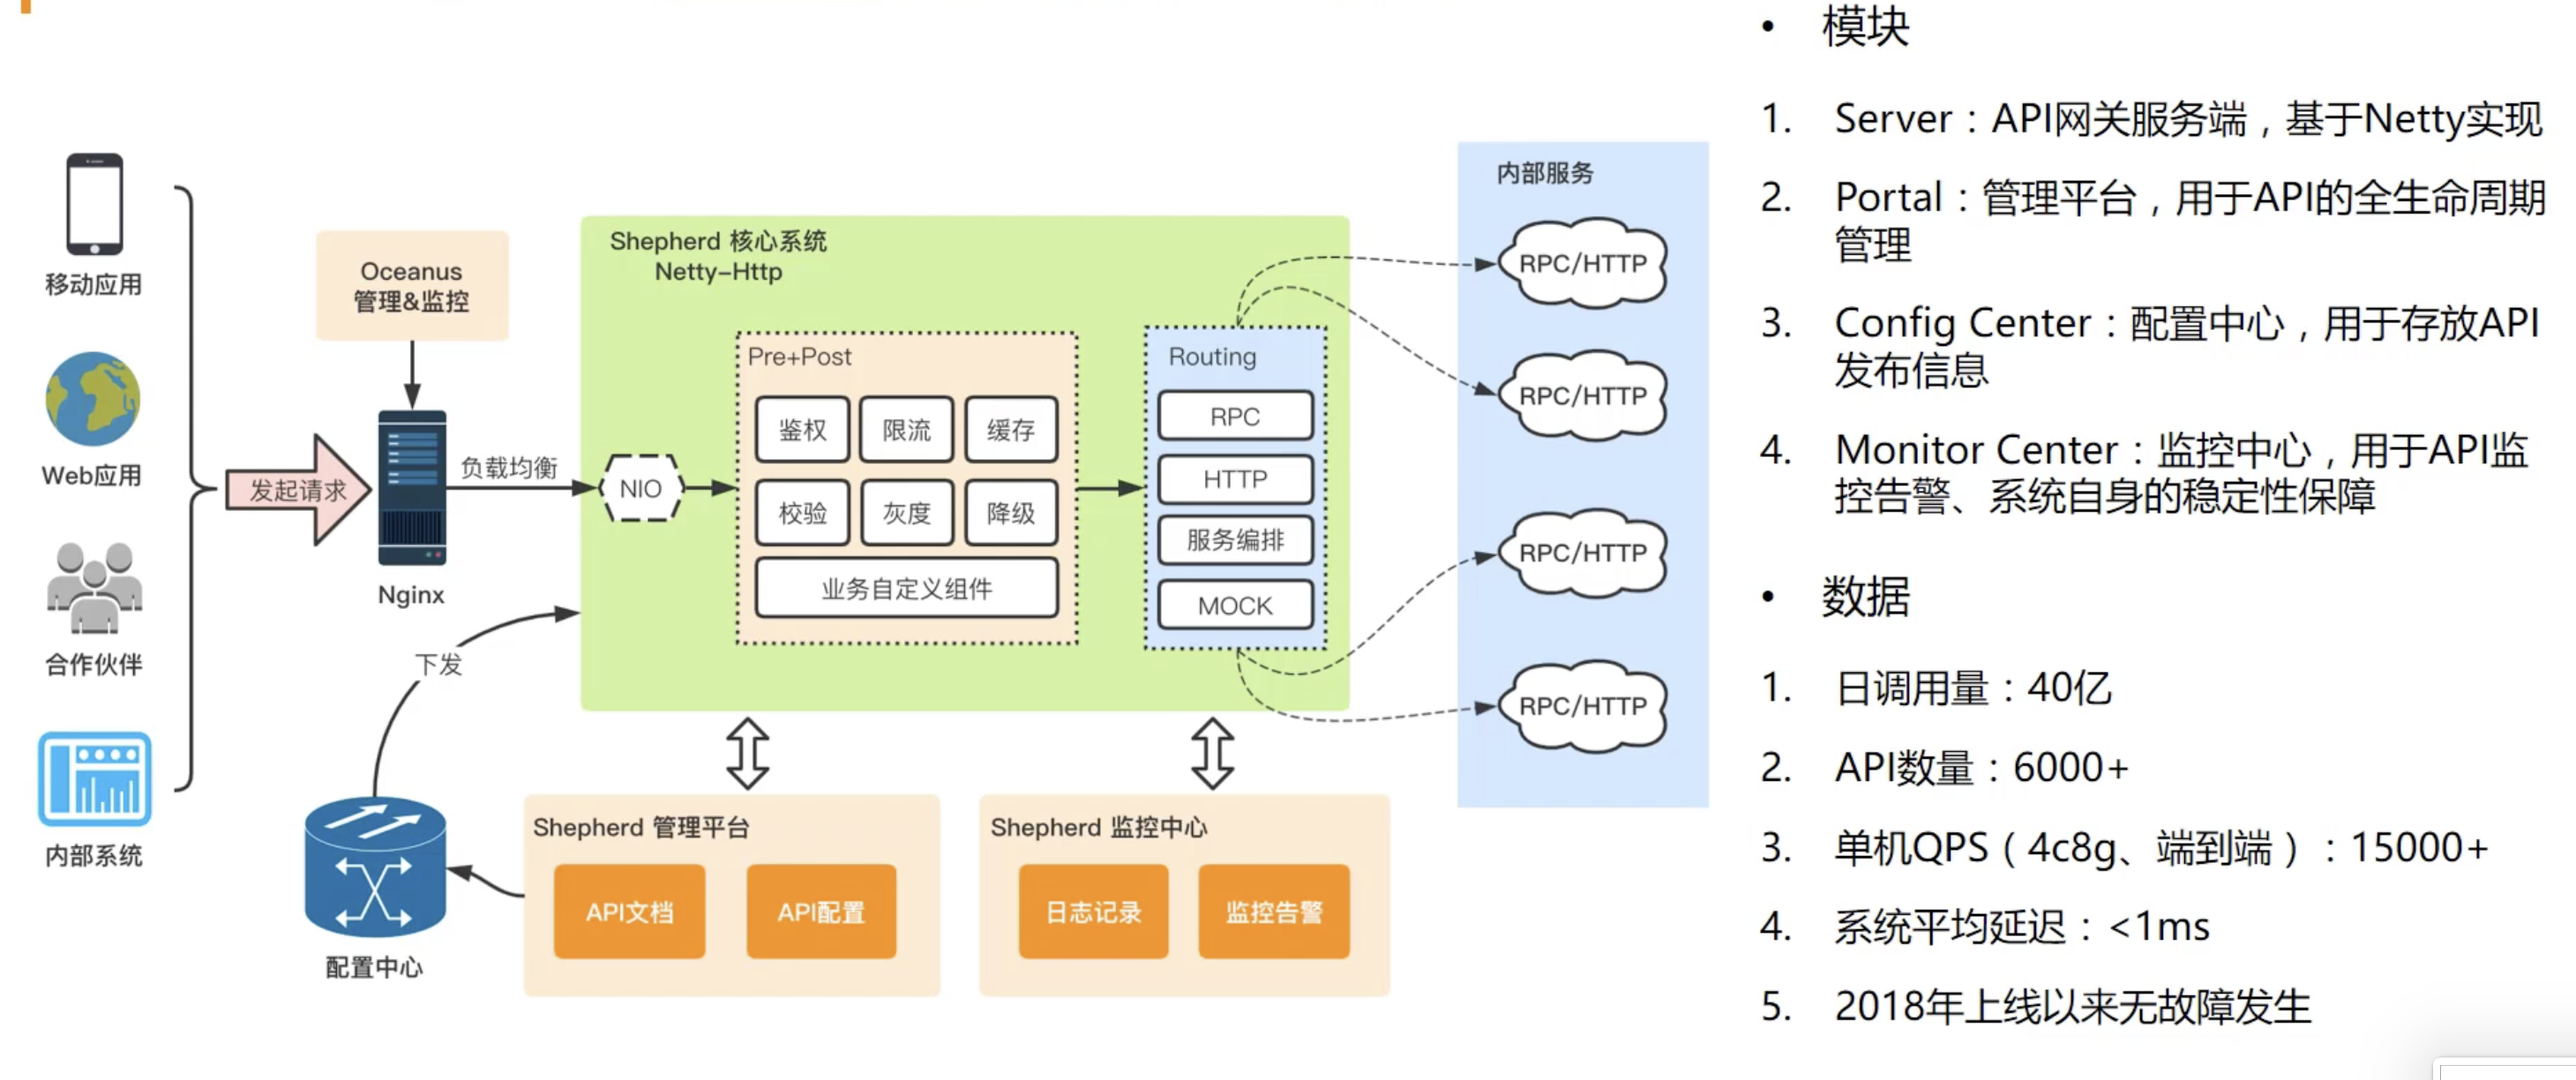 移动应用
Web应用
合作伙伴
内部系统
发起请求
Oceanus
管理&监控
Nginx
负载均衡
下发
配置中心
Shepherd 核心系统
Netty-Http
NIO
Pre+Post
鉴权
限流
缓存
校验
灰度
降级
业务自定义组件
Routing
RPC
HTTP
服务编排
MOCK
内部服务
RPC/HTTP
RPC/HTTP
RPC/HTTP
RPC/HTTP
Shepherd 管理平台
API文档
API配置
Shepherd 监控中心
日志记录
监控告警
• 模块
1. Server：API网关服务端，基于Netty实现
2. Portal：管理平台，用于API的全生命周期
管理
3. Config Center：配置中心，用于存放API
发布信息
4. Monitor Center：监控中心，用于API监
控告警、系统自身的稳定性保障
• 数据
1. 日调用量：40亿
2. API数量：6000+
3. 单机QPS（4c8g、端到端）：15000+
4. 系统平均延迟：<1ms
5. 2018年上线以来无故障发生